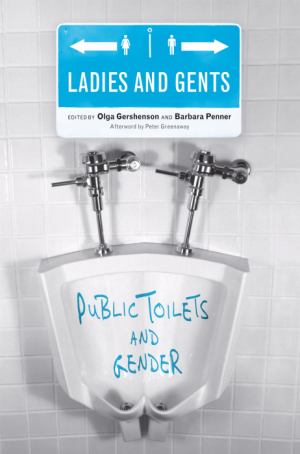 LADIES AND GENTS
EDITED BY Olga Gershenson AND Barbara Penner
Afterword by Peter Greenaway
PUBLIC TOILETS
AND
GENDER